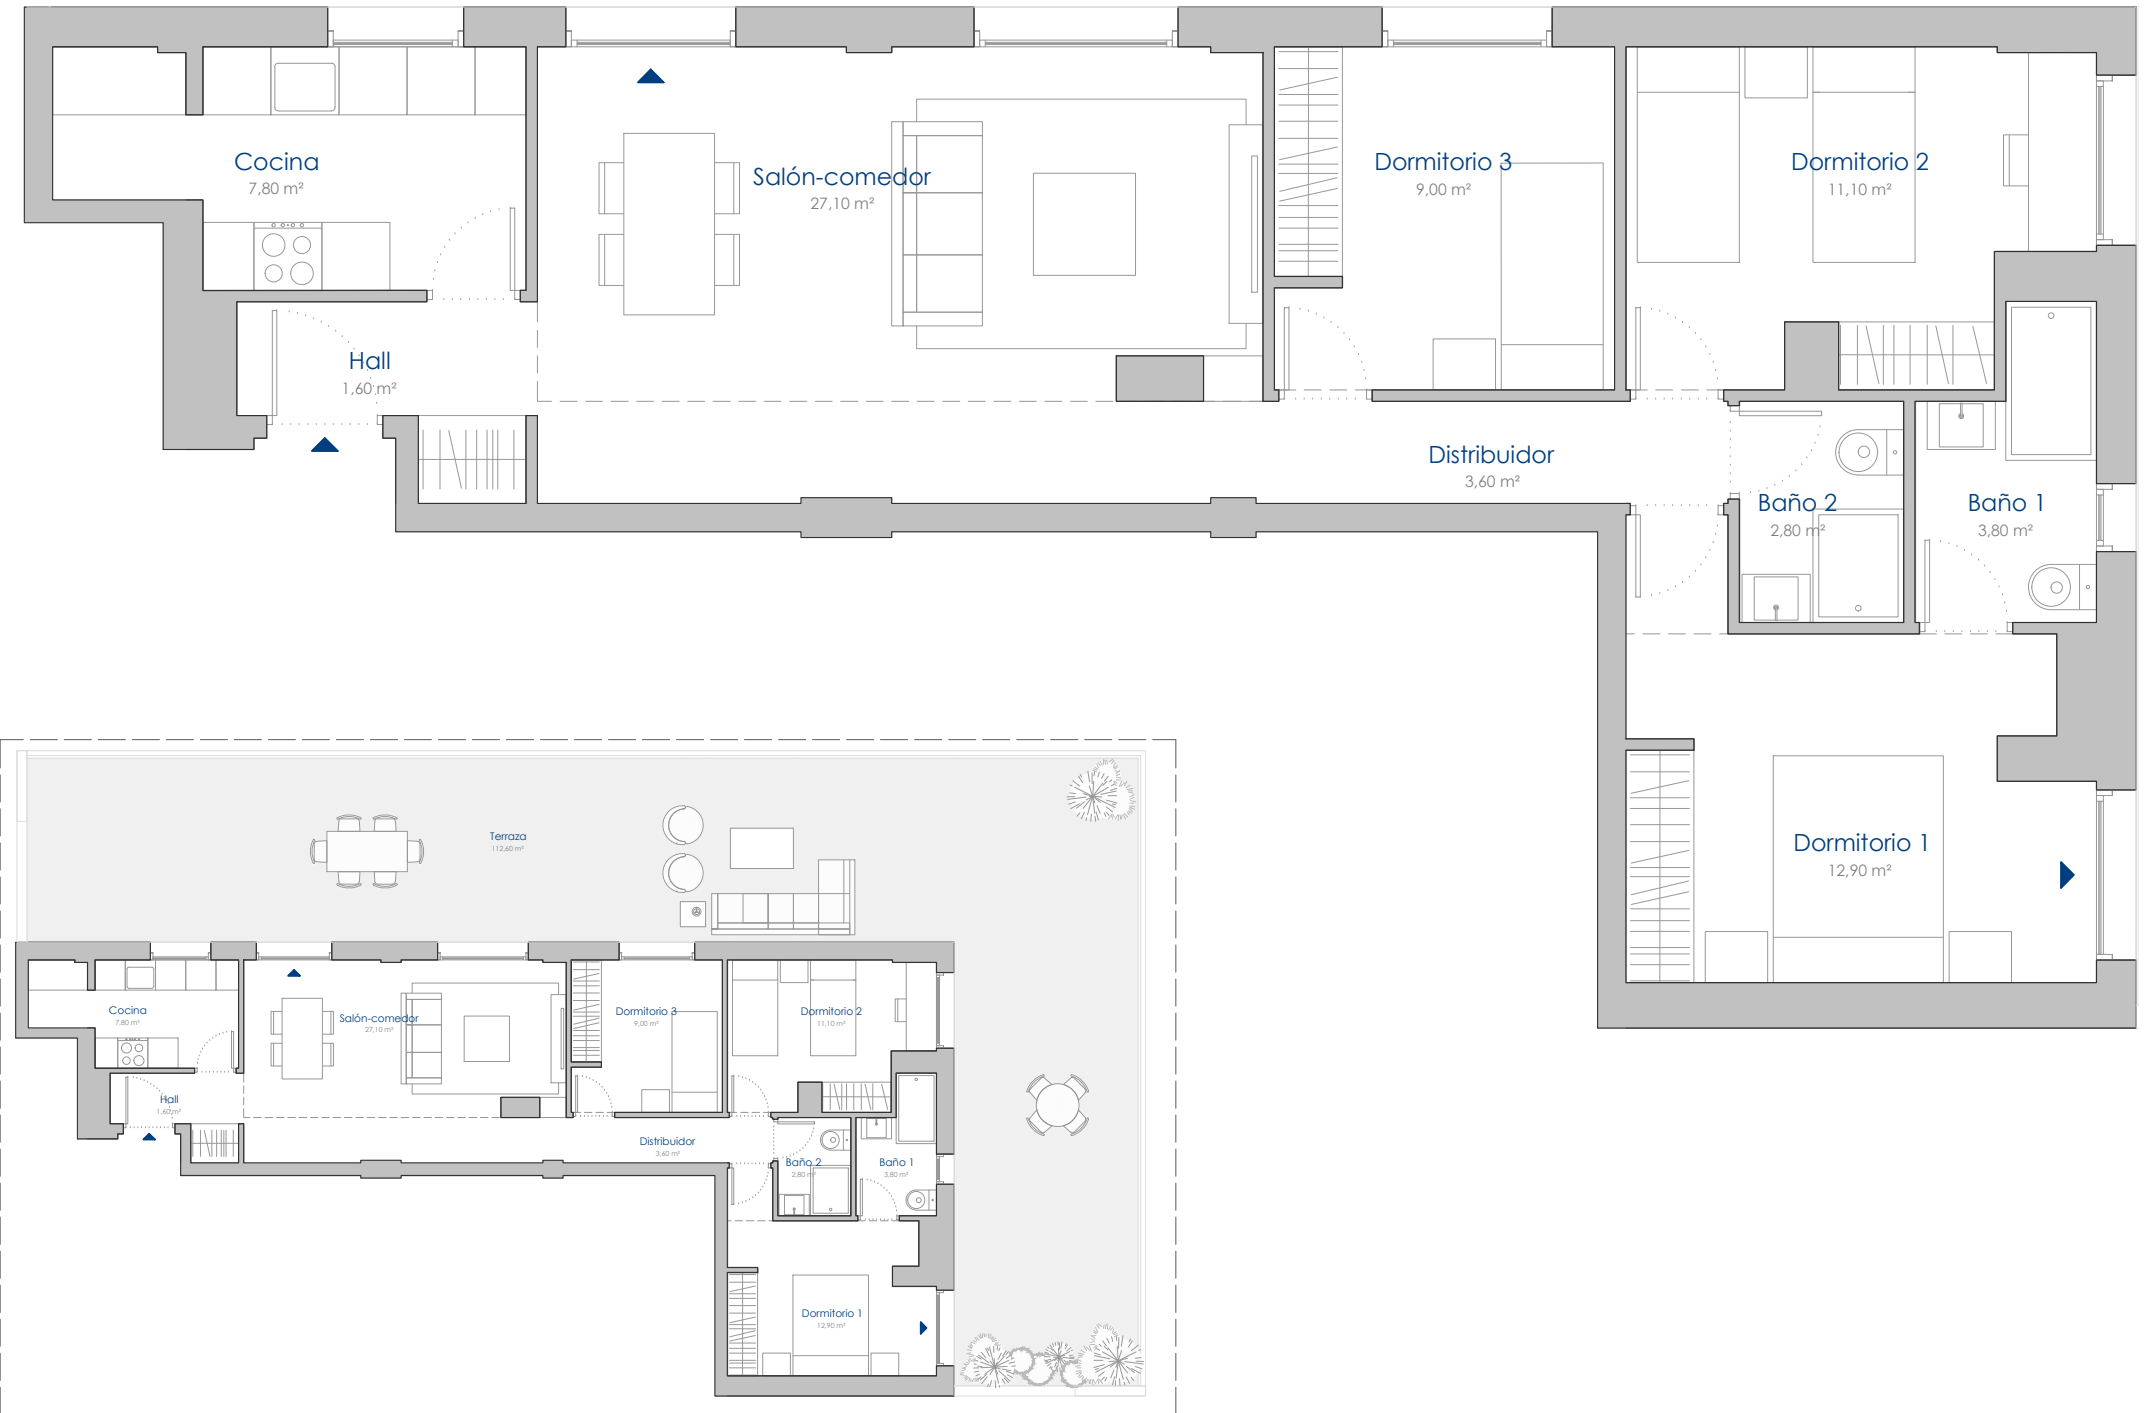 Cocina
7,80 m²
Salón-comedor
27,10 m²
Dormitorio 3
9,00 m²
Dormitorio 2
11,10 m²
Hall
1,60 m²
Distribuidor
3,60 m²
Baño 2
2,80 m²
Baño 1
3,80 m²
Dormitorio 1
12,90 m²
Terraza
112,60 m²
Cocina
7,80 m²
Salón-comedor
27,10 m²
Dormitorio 3
9,00 m²
Dormitorio 2
11,10 m²
Hall
1,60 m²
Distribuidor
3,60 m²
Baño 2
2,80 m²
Baño 1
3,80 m²
Dormitorio 1
12,90 m²